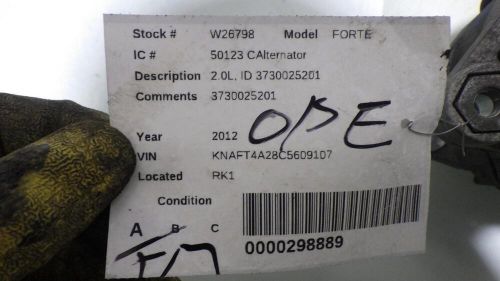 Stock # W26798 Model FORTE
IC # 50123 CAlternator
Description 2.0L, ID 3730025201
Comments 3730025201
Year 2012
VIN KNAFT4A28C5609107
Located RK1
Condition
A B C
0000298889